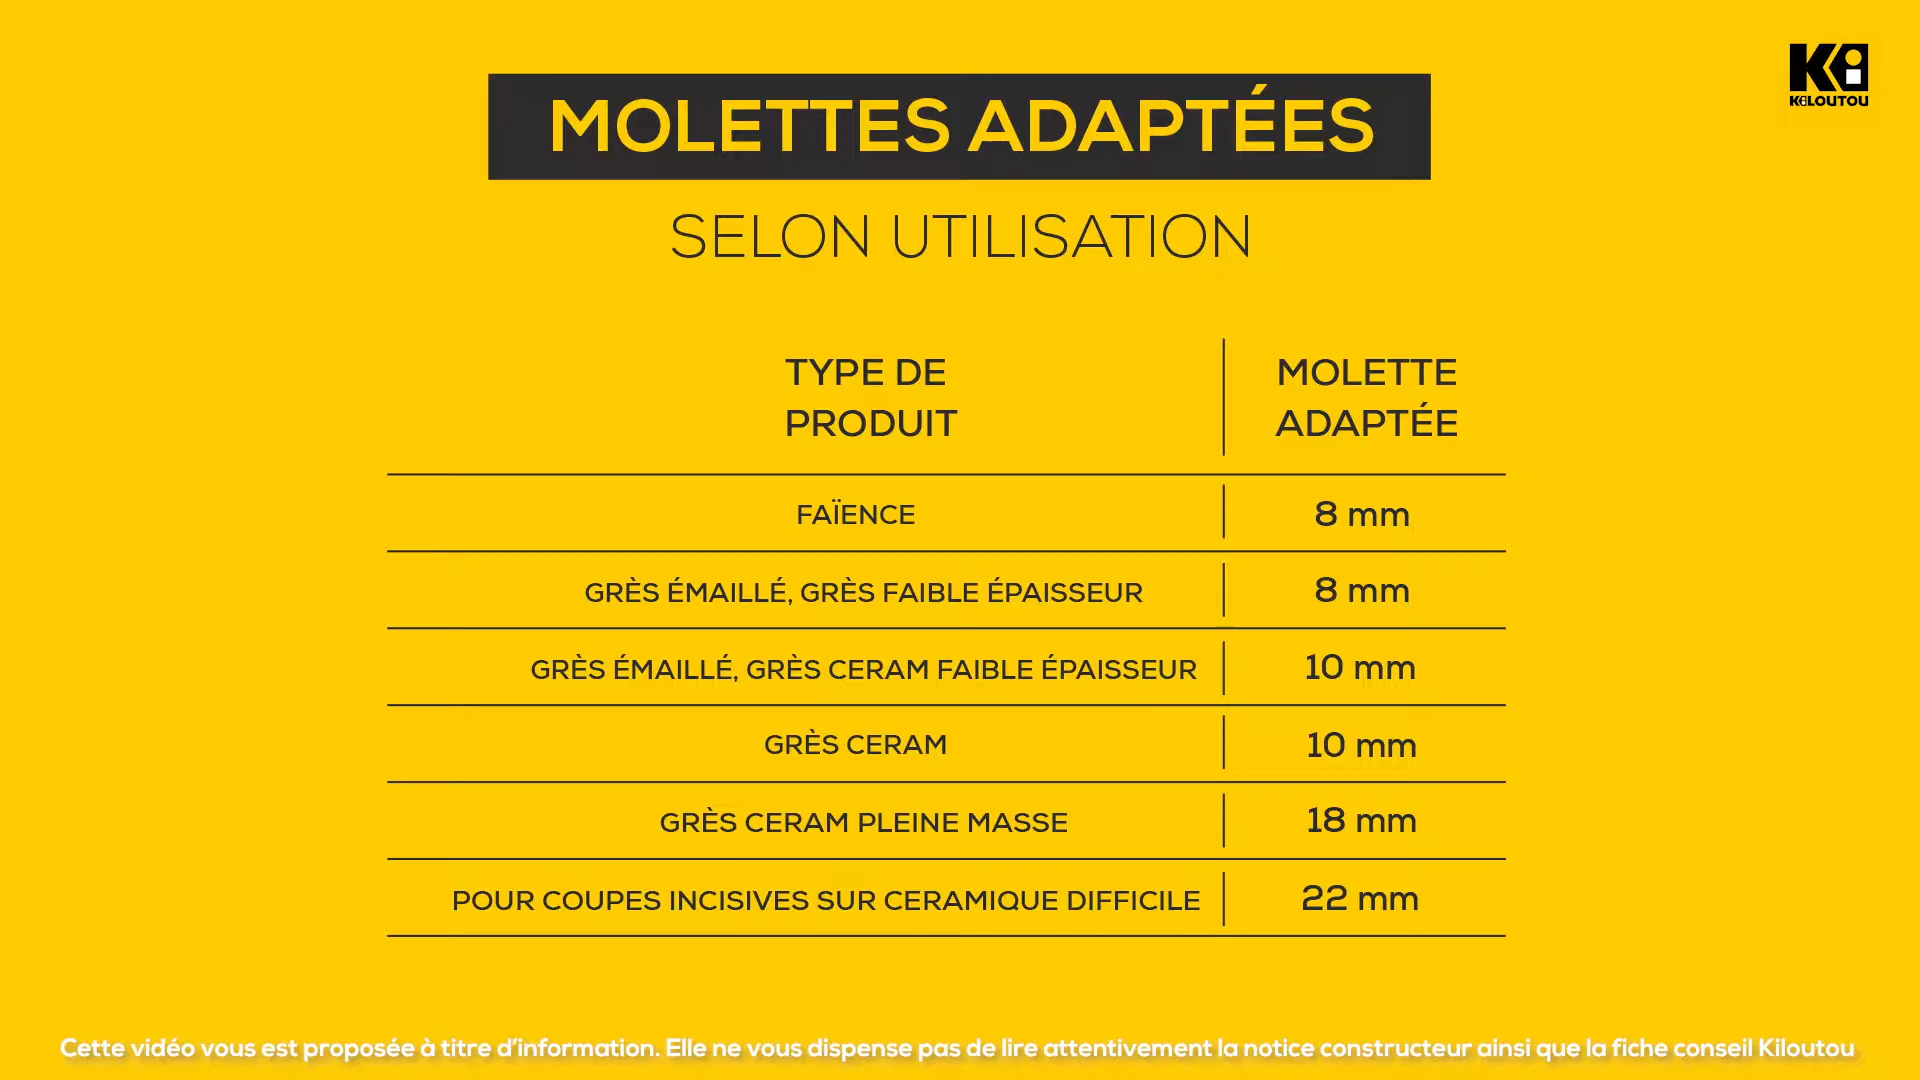 KILOUTOU
MOLETTES ADAPTÉES
SELON UTILISATION
TYPE DE
PRODUIT
MOLETTE
ADAPTÉE
FAÏENCE 8 mm
GRÈS ÉMAILLÉ, GRÈS FAIBLE ÉPAISSEUR 8 mm
GRÈS ÉMAILLÉ, GRÈS CERAM FAIBLE ÉPAISSEUR 10 mm
GRÈS CERAM 10 mm
GRÈS CERAM PLEINE MASSE 18 mm
POUR COUPES INCISIVES SUR CERAMIQUE DIFFICILE 22 mm
Cette vidéo vous est proposée à titre d'information. Elle ne vous dispense pas de lire attentivement la notice constructeur ainsi que la fiche conseil Kiloutou